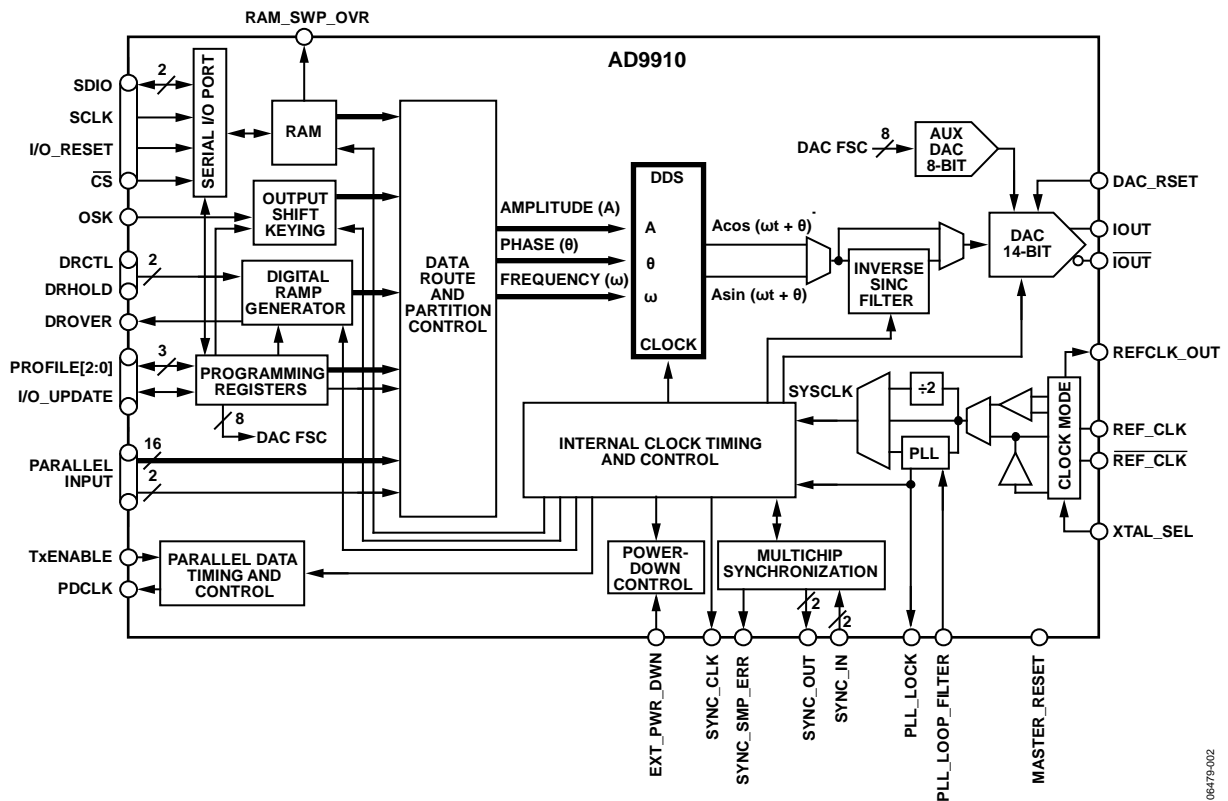 RAM_SWP_OVR
AD9910
SDIO
2
SCLK
I/O_RESET
CS
SERIAL I/O PORT
RAM
OSK
OUTPUT
SHIFT
KEYING
DRCTL
2
DRHOLD
DROVER
DIGITAL
RAMP
GENERATOR
PROFILE[2:0]
3
I/O_UPDATE
PROGRAMMING
REGISTERS
8
DAC FSC
PARALLEL
INPUT
16
2
TxENABLE
PDCLK
PARALLEL DATA
TIMING AND
CONTROL
DATA
ROUTE
AND
PARTITION
CONTROL
AMPLITUDE (A)
PHASE (θ)
FREQUENCY (ω)
DDS
A
θ
ω
CLOCK
Acos (ωt + θ)
Asin (ωt + θ)
INVERSE
SINC
FILTER
DAC FSC
8
AUX
DAC
8-BIT
DAC
14-BIT
DAC_RSET
IOUT
IOUT
INTERNAL CLOCK TIMING
AND CONTROL
SYSCLK
÷2
PLL
CLOCK MODE
REFCLK_OUT
REF_CLK
REF_CLK
XTAL_SEL
POWER-
DOWN
CONTROL
MULTICHIP
SYNCHRONIZATION
2
2
EXT_PWR_DWN
SYNC_CLK
SYNC_SMP_ERR
SYNC_OUT
SYNC_IN
PLL_LOCK
PLL_LOOP_FILTER
MASTER_RESET
06479-002